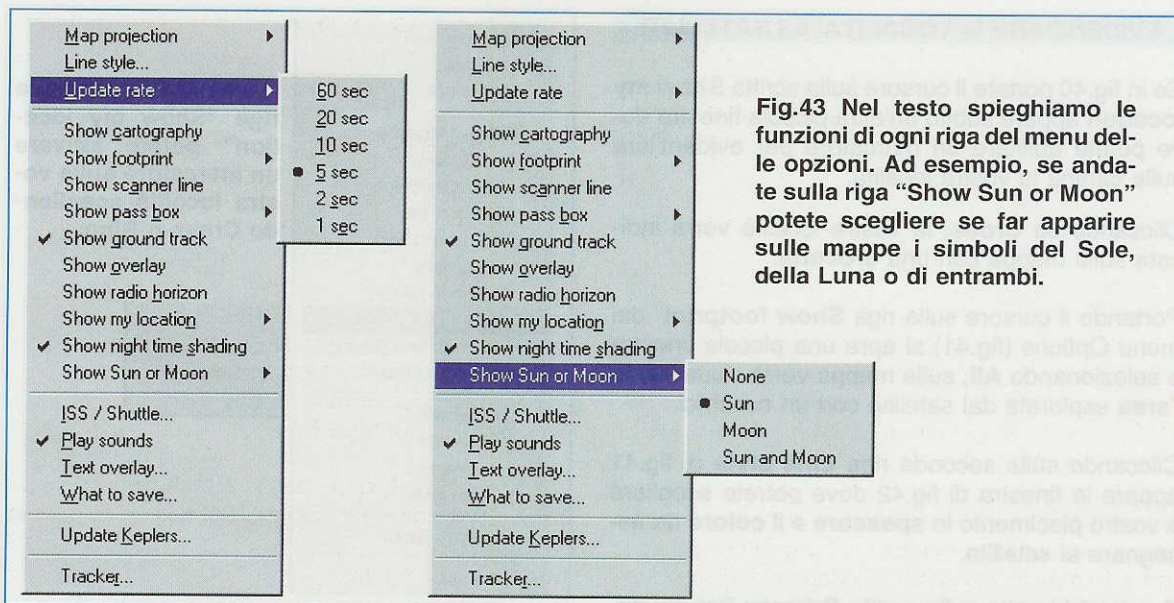 Map projection
Line style...
Update rate
Show cartography
Show footprint
Show scanner line
Show pass box
Show ground track
Show overlay
Show radio horizon
Show my location
Show night time shading
Show Sun or Moon
ISS / Shuttle...
Play sounds
Text overlay...
What to save...
Update Keplers...
Tracker...
60 sec
20 sec
10 sec
5 sec
2 sec
1 sec
Map projection
Line style...
Update rate
Show cartography
Show footprint
Show scanner line
Show pass box
Show ground track
Show overlay
Show radio horizon
Show my location
Show night time shading
Show Sun or Moon
ISS / Shuttle...
Play sounds
Text overlay...
What to save...
Update Keplers...
Tracker...
None
Sun
Moon
Sun and Moon
Fig.43 Nel testo spieghiamo le
funzioni di ogni riga del menu del-
le opzioni. Ad esempio, se anda-
te sulla riga “Show Sun or Moon”
potete scegliere se far apparire
sulle mappe i simboli del Sole,
della Luna o di entrambi.